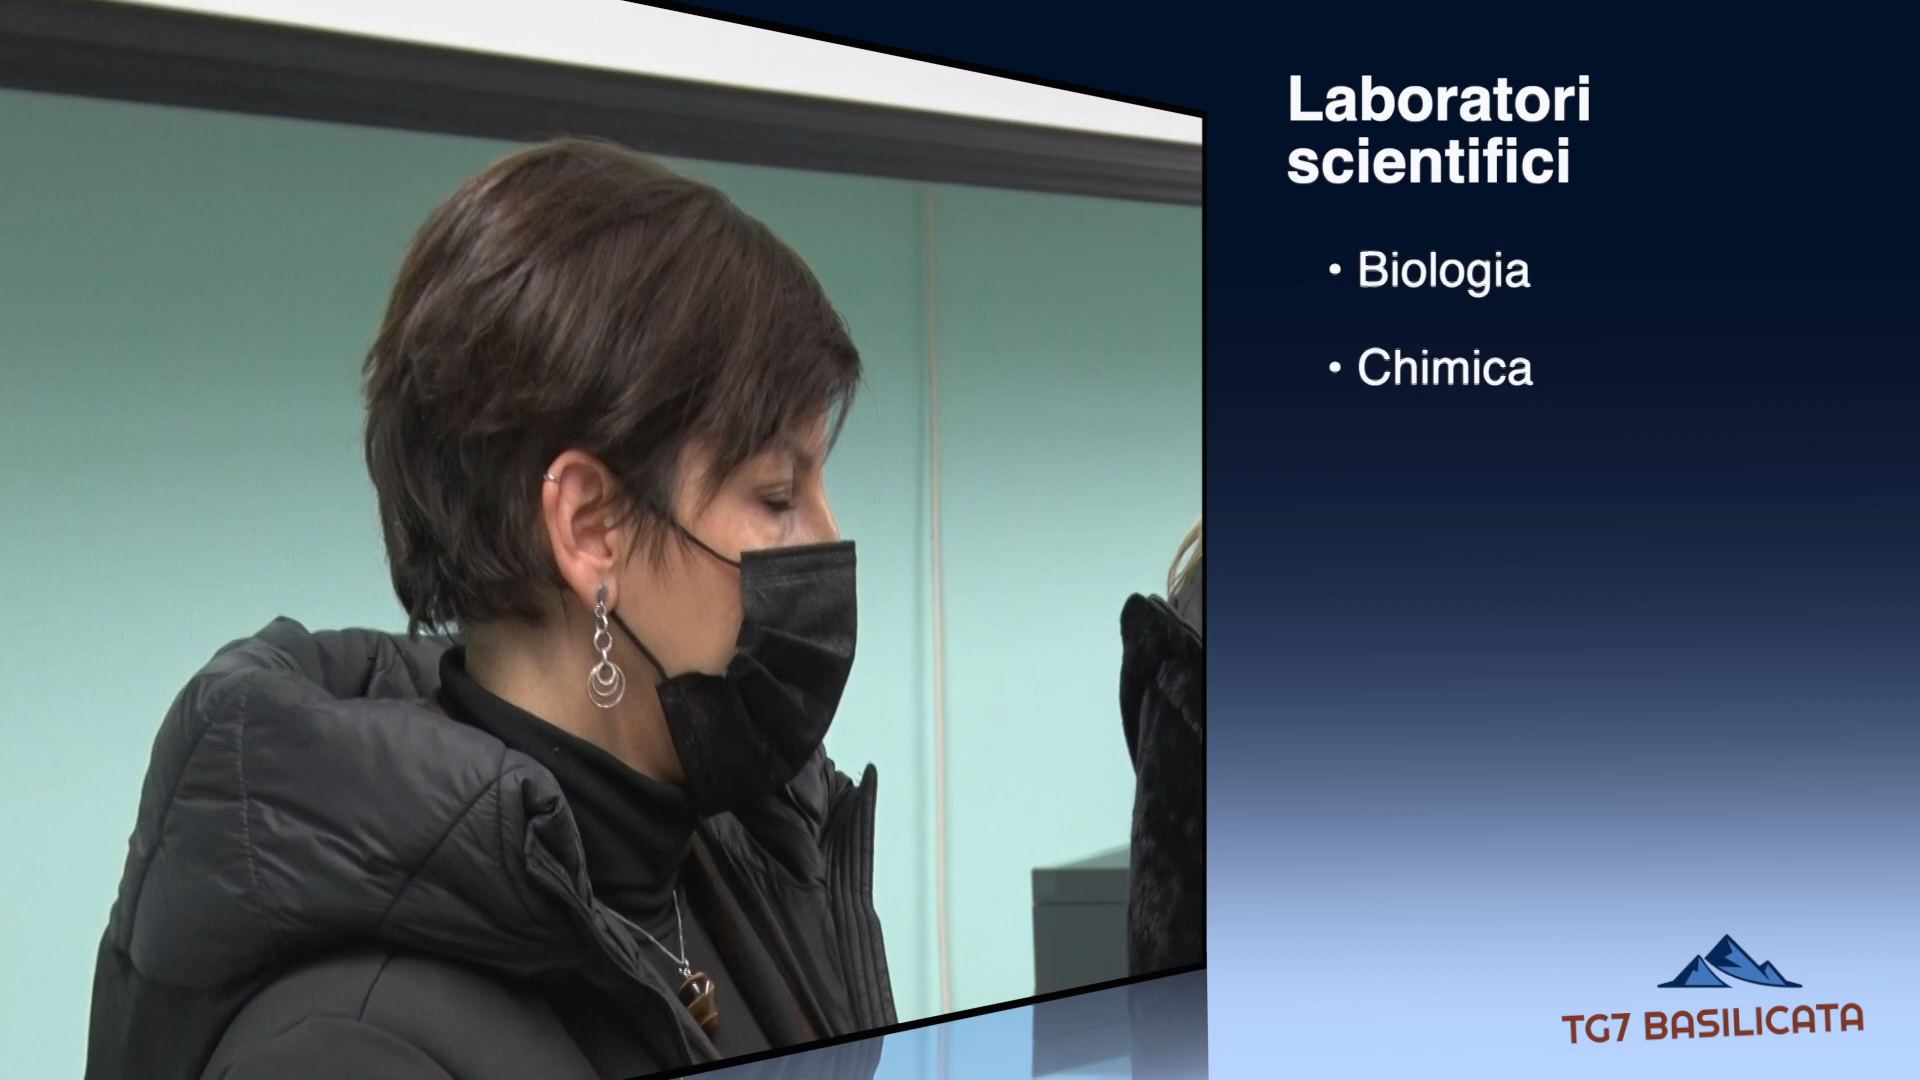 Laboratori
scientifici
• Biologia
• Chimica
TG7 BASILICATA